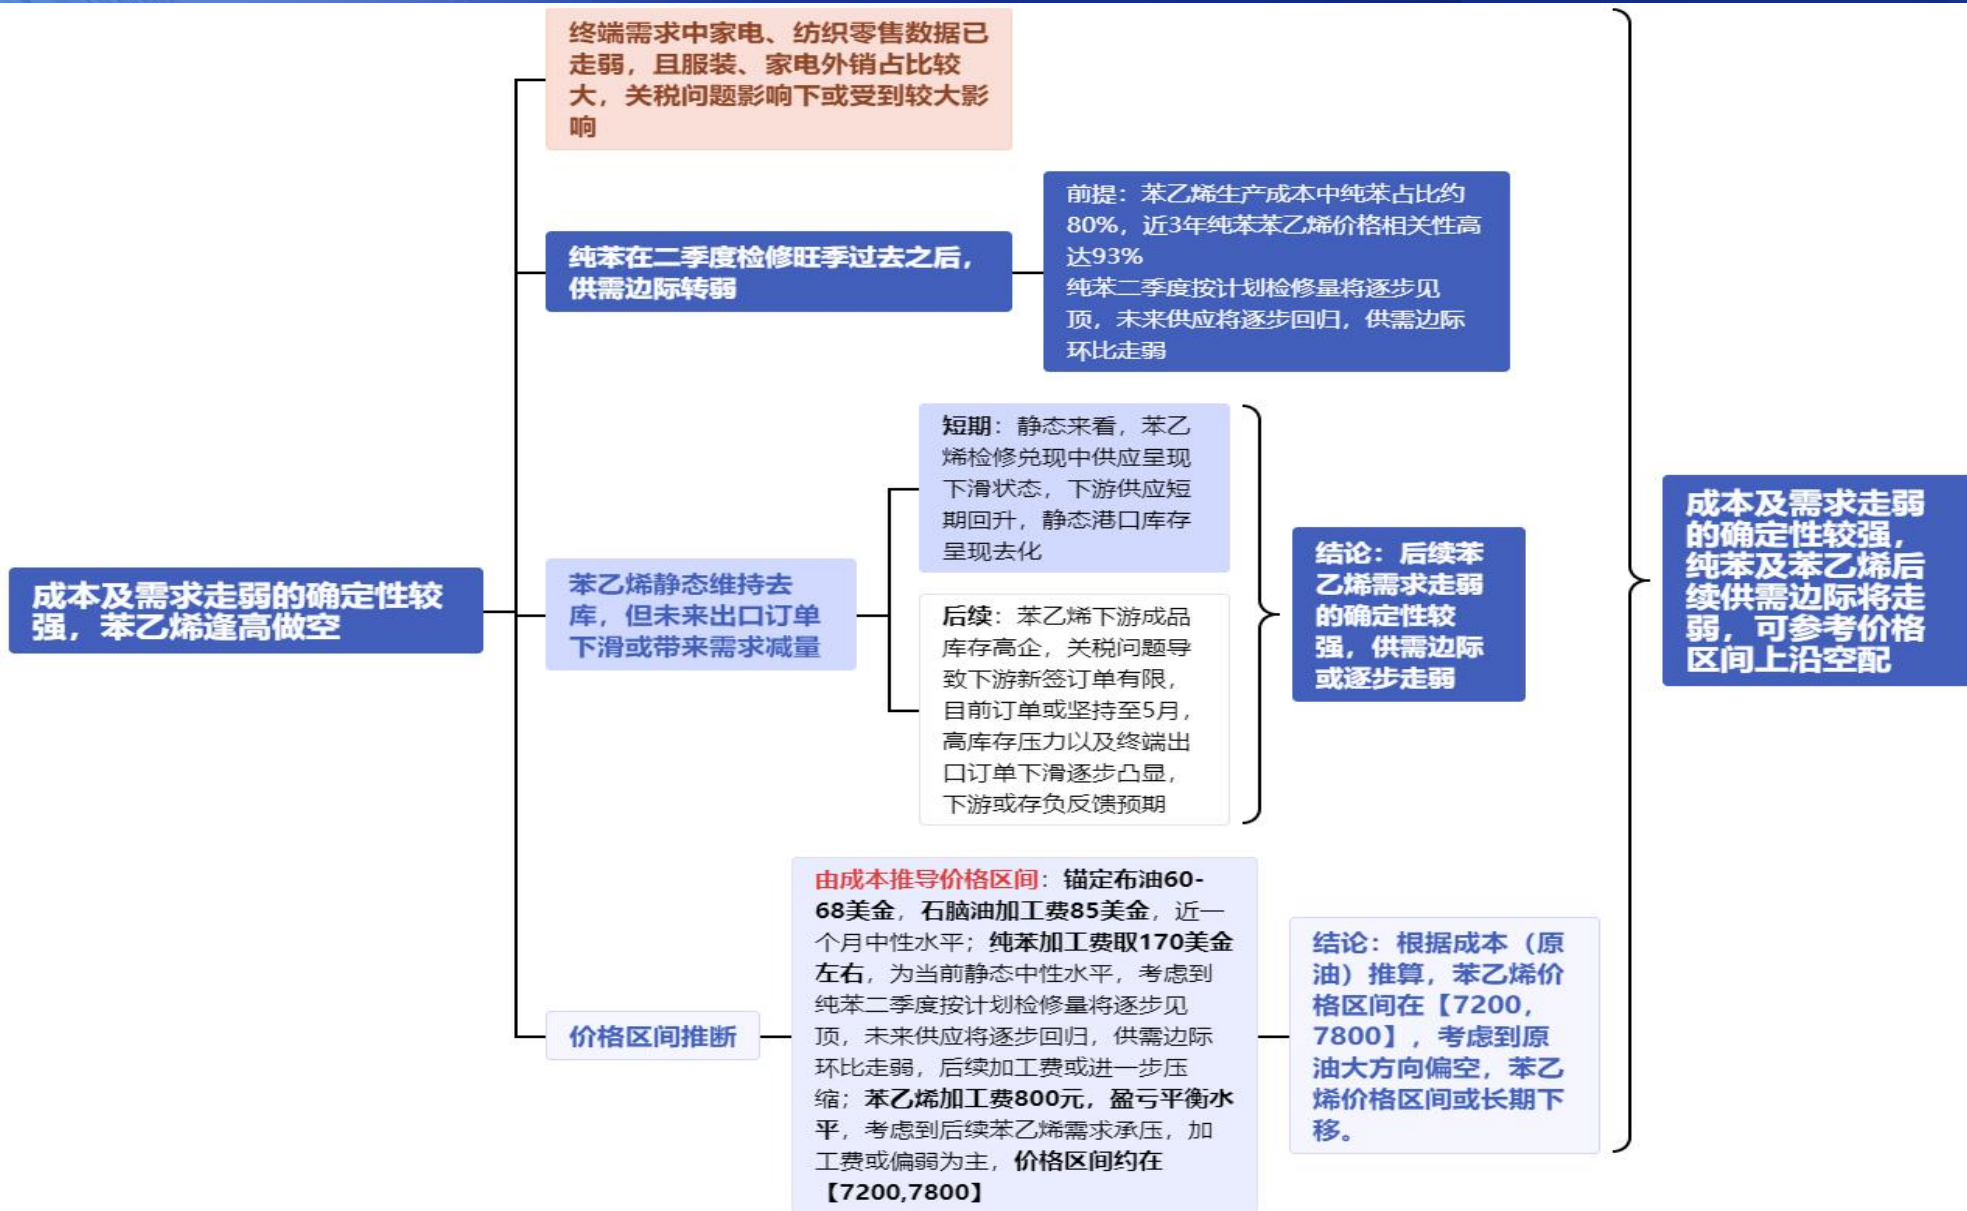 终端需求中家电、纺织零售数据已
走弱，且服装、家电外销占比较
大，关税问题影响下或受到较大影
响
纯苯在二季度检修旺季过去之后，
供需边际转弱
前提：苯乙烯生产成本中纯苯占比约
80%，近3年纯苯苯乙烯价格相关性高
达93%
纯苯二季度按计划检修量将逐步见
顶，未来供应将逐步回归，供需边际
环比走弱
成本及需求走弱的确定性较
强，苯乙烯逢高做空
苯乙烯静态维持去
库，但未来出口订单
下滑或带来需求减量
短期：静态来看，苯乙
烯检修兑现中供应呈现
下滑状态，下游供应短
期回升，静态港口库存
呈现去化
后续：苯乙烯下游成品
库存高企，关税问题导
致下游新签订单有限，
目前订单或坚持至5月，
高库存压力以及终端出
口订单下滑逐步凸显，
下游或存负反馈预期
结论：后续苯
乙烯需求走弱
的确定性较
强，供需边际
或逐步走弱
价格区间推断
由成本推导价格区间：锚定布油60-
68美金，石脑油加工费85美金，近一
个月中性水平；纯苯加工费取170美金
左右，为当前静态中性水平，考虑到
纯苯二季度按计划检修量将逐步见
顶，未来供应将逐步回归，供需边际
环比走弱，后续加工费或进一步压
缩；苯乙烯加工费800元，盈亏平衡水
平，考虑到后续苯乙烯需求承压，加
工费或偏弱为主，价格区间约在
【7200,7800】
结论：根据成本（原
油）推算，苯乙烯价
格区间在【7200，
7800】，考虑到原
油大方向偏空，苯乙
烯价格区间或长期下
移。
成本及需求走弱
的确定性较强，
纯苯及苯乙烯后
续供需边际将走
弱，可参考价格
区间上沿空配